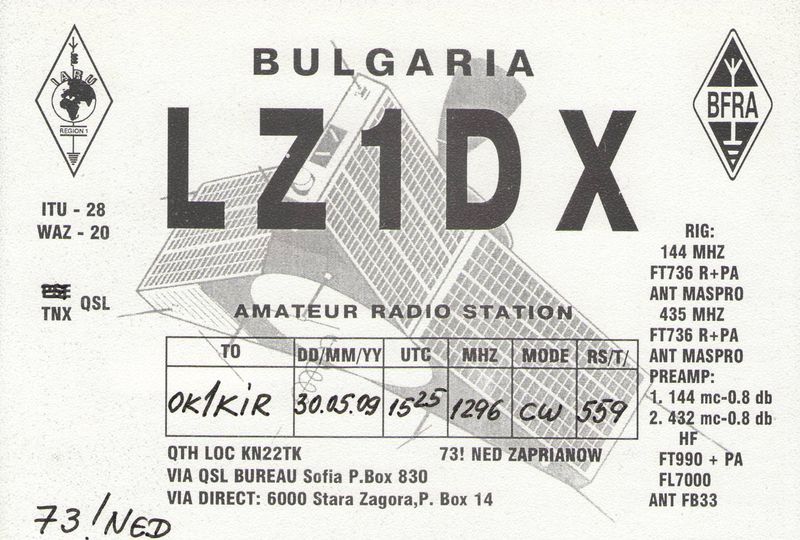 BULGARIA
LZ1DX
IARU
REGION 1
BFRA
ITU - 28
WAZ - 20
TNX QSL
AMATEUR RADIO STATION
TO DD/MM/YY UTC MHZ MODE RS/T/
OK1KIR 30.05.09 15 25 1296 CW 559
QTH LOC KN22TK 73! NED ZAPRIANOW
VIA QSL BUREAU Sofia P.Box 830
VIA DIRECT: 6000 Stara Zagora,P. Box 14
73! NED
RIG:
144 MHZ
FT736 R+PA
ANT MASPRO
435 MHZ
FT736 R+PA
ANT MASPRO
PREAMP:
1. 144 mc-0.8 db
2. 432 mc-0.8 db
HF
FT990 + PA
FL7000
ANT FB33